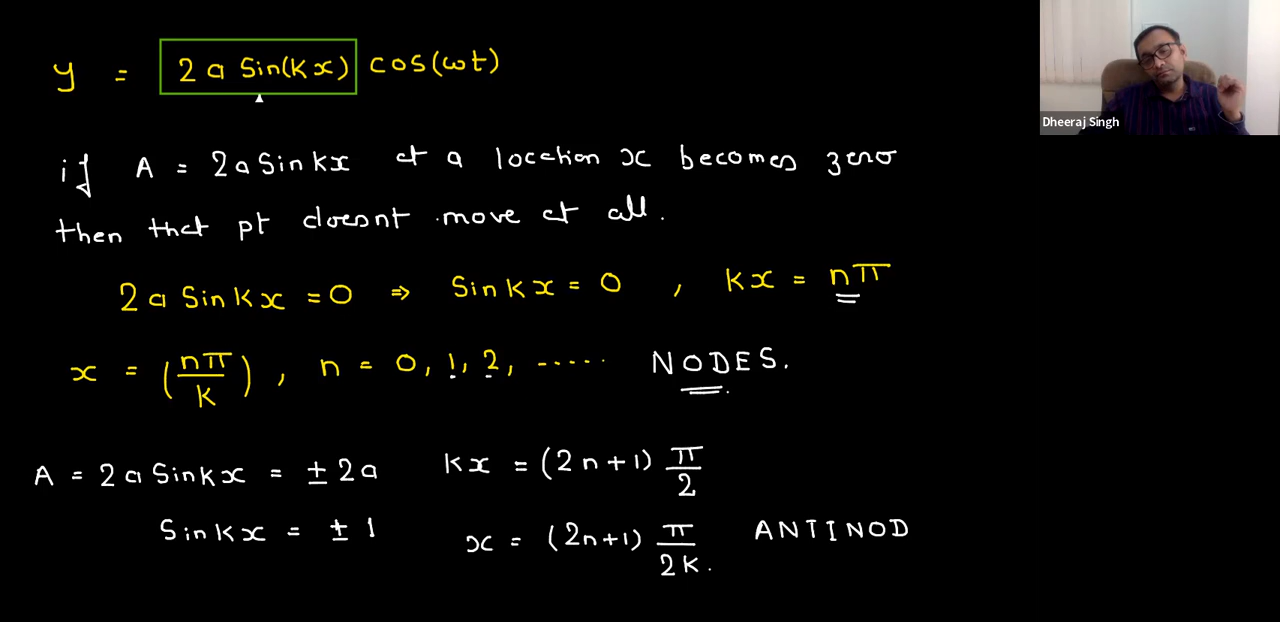 y = 2a Sin(kx) cos(ωt)
Dheeraj Singh
if A = 2a Sin kx at a location x becomes zero
then that pt doesnt move at all.
2a Sin kx = 0 ⇒ Sin kx = 0 , kx = nπ
x = (nπ/k) , n = 0, 1, 2, ..... NODES.
A = 2a Sin kx = ± 2a kx = (2n+1) π/2
Sin kx = ± 1 x = (2n+1) π/2k. ANTINOD